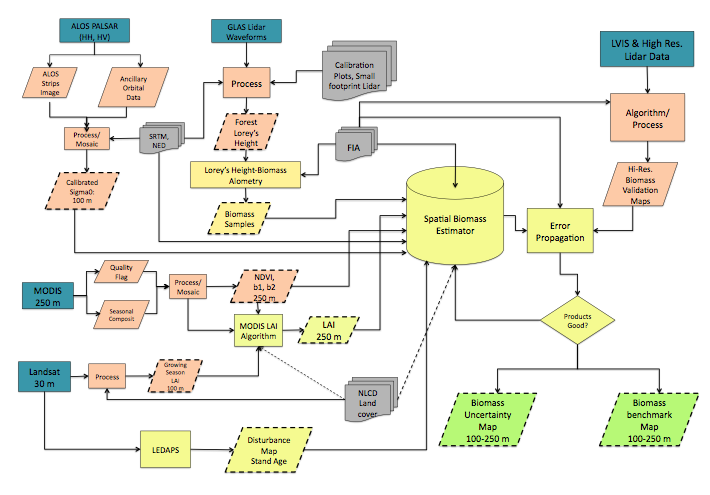 ALOS PALSAR
(HH, HV)
GLAS Lidar
Waveforms
LVIS & High Res.
Lidar Data
ALOS
Strips
Image
Ancillary
Orbital
Data
Process
Calibration
Plots, Small
footprint Lidar
Algorithm/
Process
Process/
Mosaic
SRTM,
NED
Forest
Lorey's
Height
FIA
Calibrated
Sigma0:
100 m
Lorey's Height-Biomass
Alometry
Hi-Res.
Biomass
Validation
Maps
Biomass
Samples
Spatial Biomass
Estimator
Error
Propagation
MODIS
250 m
Quality
Flag
Seasonal
Composit
Process/
Mosaic
NDVI,
b1, b2
250 m
MODIS LAI
Algorithm
LAI
250 m
Products
Good?
Landsat
30 m
Process
Growing
Season
LAI
100 m
NLCD
Land
cover
Biomass
Uncertainty
Map
100-250 m
Biomass
benchmark
Map
100-250 m
LEDAPS
Disturbance
Map
Stand Age